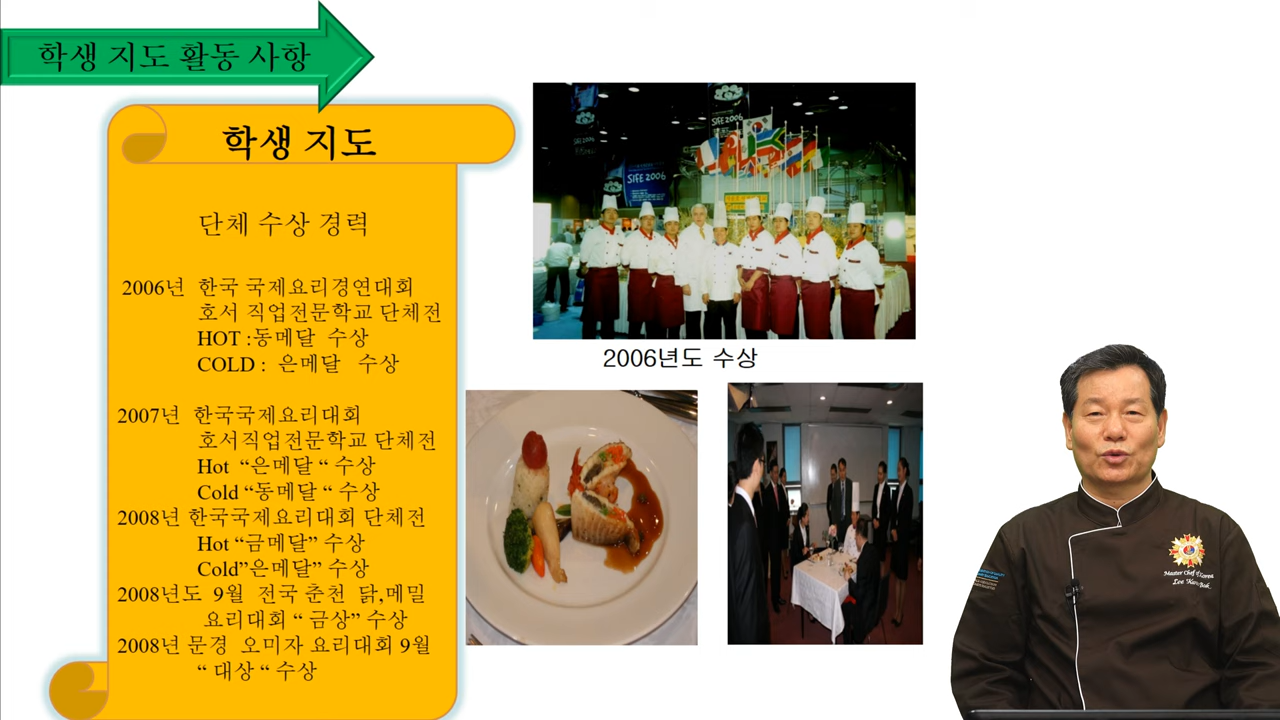 학생 지도 활동 사항
학생 지도
단체 수상 경력
2006년 한국 국제요리경연대회
호서 직업전문학교 단체전
HOT :동메달 수상
COLD : 은메달 수상
2007년 한국국제요리대회
호서직업전문학교 단체전
Hot “은메달 “ 수상
Cold “동메달 “ 수상
2008년 한국국제요리대회 단체전
Hot “금메달” 수상
Cold”은메달” 수상
2008년도 9월 전국 춘천 닭,메밀
요리대회 “ 금상” 수상
2008년 문경 오미자 요리대회 9월
“ 대상 “ 수상
SIFE 2006
SIFE 2006
2006년도 수상
Master Chef of Korea
Lee